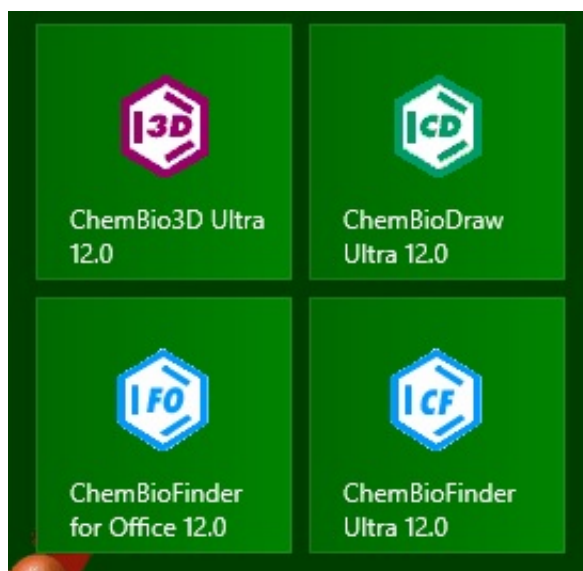 3D
ChemBio3D Ultra
12.0
CD
ChemBioDraw
Ultra 12.0
FO
ChemBioFinder
for Office 12.0
CF
ChemBioFinder
Ultra 12.0